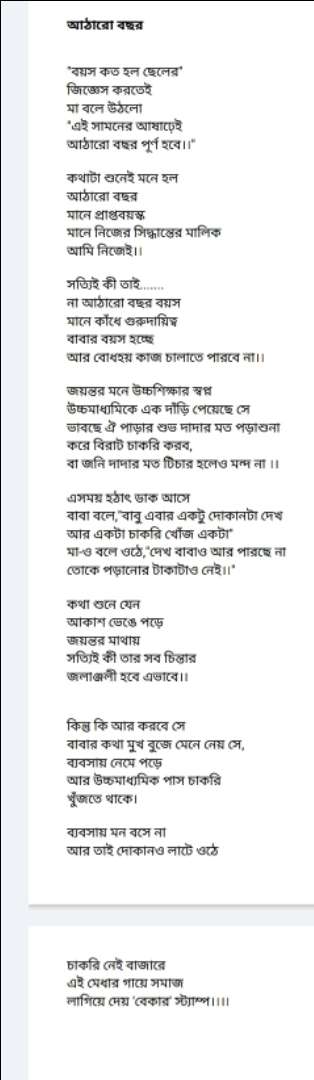 আঠারো বছর
"বয়স কত হল ছেলের"
জিজ্ঞেস করতেই
মা বলে উঠলো
"এই সামনের আষাঢ়েই
আঠারো বছর পূর্ণ হবে।।"
কথাটা শুনেই মনে হল
আঠারো বছর
মানে প্রাপ্তবয়স্ক
মানে নিজের সিদ্ধান্তের মালিক
আমি নিজেই।।
সত্যিই কী তাই.......
না আঠারো বছর বয়স
মানে কাঁধে গুরুদায়িত্ব
বাবার বয়স হচ্ছে
আর বোধহয় কাজ চালাতে পারবে না।।
জয়ন্তর মনে উচ্চশিক্ষার স্বপ্ন
উচ্চমাধ্যমিকে এক দাঁড়ি পেয়েছে সে
ভাবছে ঐ পাড়ার শুভ দাদার মত পড়াশুনা
করে বিরাট চাকরি করব,
বা জনি দাদার মত টিচার হলেও মন্দ না ।।
এসময় হঠাৎ ডাক আসে
বাবা বলে,"বাবু এবার একটু দোকানটা দেখ
আর একটা চাকরি খোঁজ একটা"
মা-ও বলে ওঠে,"দেখ বাবাও আর পারছে না
তোকে পড়ানোর টাকাটাও নেই।।"
কথা শুনে যেন
আকাশ ভেঙে পড়ে
জয়ন্তর মাথায়
সত্যিই কী তার সব চিন্তার
জলাঞ্জলী হবে এভাবে।।
কিন্তু কি আর করবে সে
বাবার কথা মুখ বুজে মেনে নেয় সে,
ব্যবসায় নেমে পড়ে
আর উচ্চমাধ্যমিক পাস চাকরি
খুঁজতে থাকে।
ব্যবসায় মন বসে না
আর তাই দোকানও লাটে ওঠে
চাকরি নেই বাজারে
এই মেধার গায়ে সমাজ
লাগিয়ে দেয় 'বেকার' স্ট্যাম্প।।।।